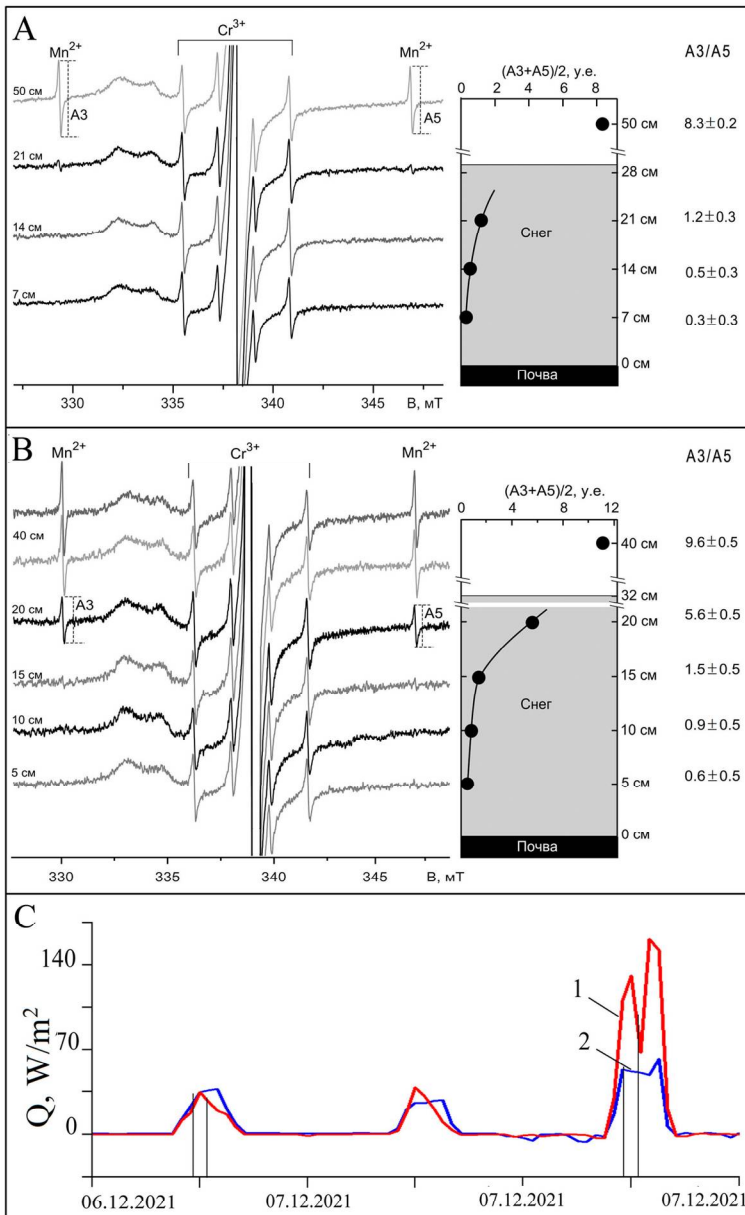 A
Cr3+
Mn2+
Mn2+
50 см
A3
A5
21 см
14 см
7 см
330 335 340 345 В, мТ
(А3+А5)/2, у.е.
0 2 4 6 8
50 см
28 см
21 см
Снег
14 см
7 см
0 см
Почва
A3/A5
8.3±0.2
1.2±0.3
0.5±0.3
0.3±0.3
B
Mn2+ Cr3+ Mn2+
40 см
20 см
A3
A5
15 см
10 см
5 см
330 335 340 345 В, мТ
(А3+А5)/2, у.е.
0 4 8 12
40 см
32 см
20 см
15 см
Снег
10 см
5 см
0 см
Почва
A3/A5
9.6±0.5
5.6±0.5
1.5±0.5
0.9±0.5
0.6±0.5
C
Q, W/m2
140
70
0
1
2
06.12.2021 07.12.2021 07.12.2021 07.12.2021